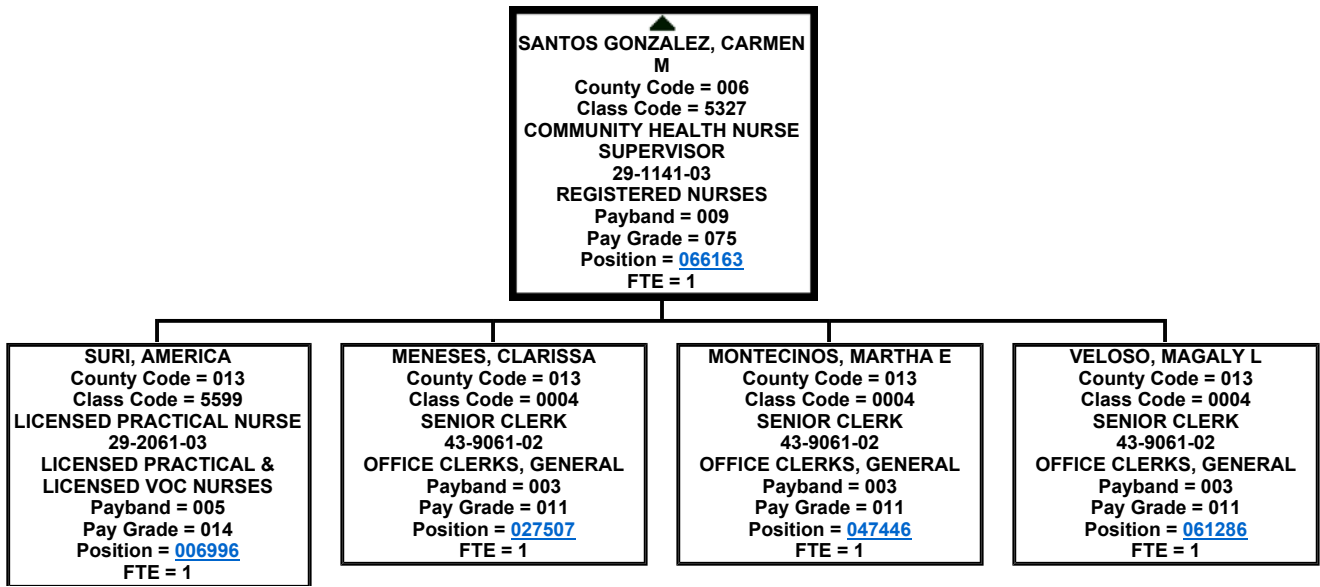 SANTOS GONZALEZ, CARMEN
M
County Code = 006
Class Code = 5327
COMMUNITY HEALTH NURSE
SUPERVISOR
29-1141-03
REGISTERED NURSES
Payband = 009
Pay Grade = 075
Position = 066163
FTE = 1
SURI, AMERICA
County Code = 013
Class Code = 5599
LICENSED PRACTICAL NURSE
29-2061-03
LICENSED PRACTICAL &
LICENSED VOC NURSES
Payband = 005
Pay Grade = 014
Position = 006996
FTE = 1
MENESES, CLARISSA
County Code = 013
Class Code = 0004
SENIOR CLERK
43-9061-02
OFFICE CLERKS, GENERAL
Payband = 003
Pay Grade = 011
Position = 027507
FTE = 1
MONTECINOS, MARTHA E
County Code = 013
Class Code = 0004
SENIOR CLERK
43-9061-02
OFFICE CLERKS, GENERAL
Payband = 003
Pay Grade = 011
Position = 047446
FTE = 1
VELOSO, MAGALY L
County Code = 013
Class Code = 0004
SENIOR CLERK
43-9061-02
OFFICE CLERKS, GENERAL
Payband = 003
Pay Grade = 011
Position = 061286
FTE = 1